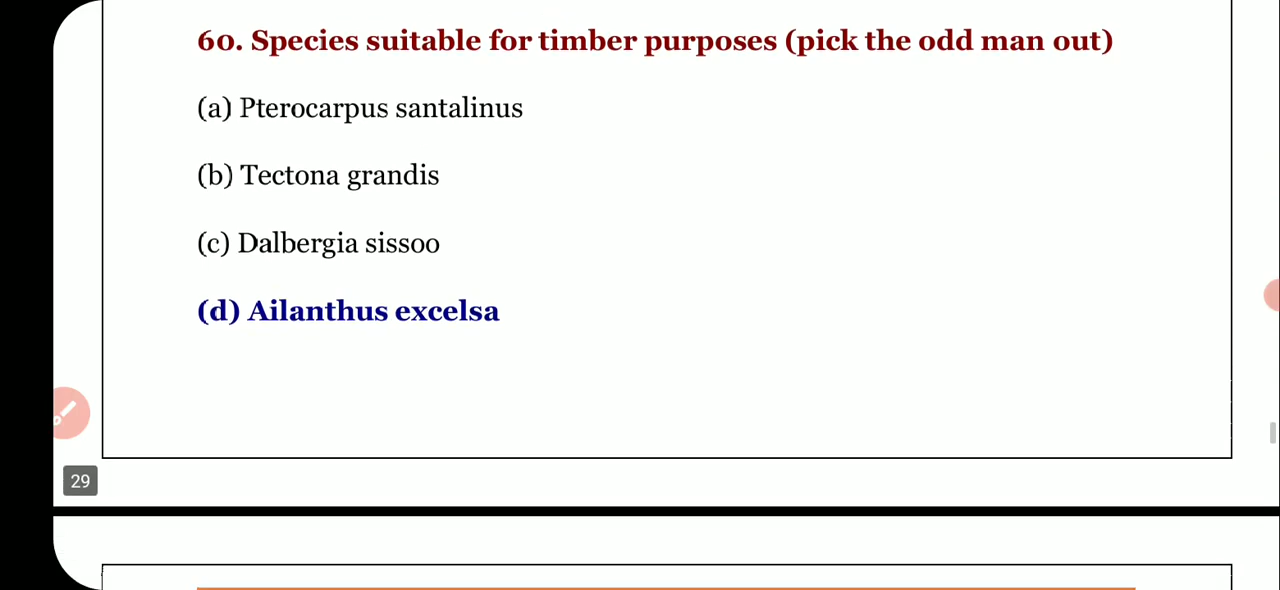 60. Species suitable for timber purposes (pick the odd man out)
(a) Pterocarpus santalinus
(b) Tectona grandis
(c) Dalbergia sissoo
(d) Ailanthus excelsa
29